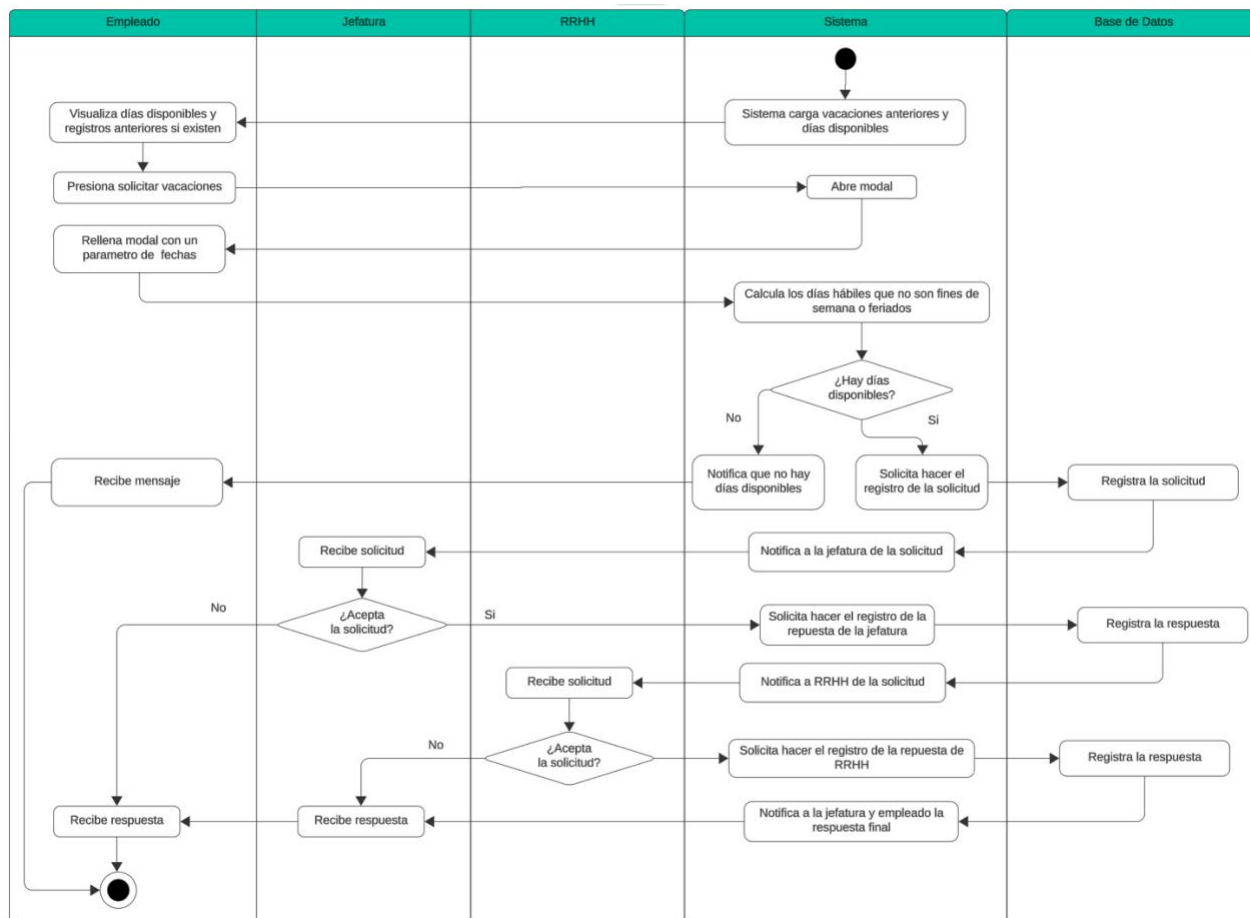 Empleado
Jefatura
RRHH
Sistema
Base de Datos
Visualiza días disponibles y
registros anteriores si existen
Sistema carga vacaciones anteriores y
días disponibles
Presiona solicitar vacaciones
Abre modal
Rellena modal con un
parametro de fechas
Calcula los días hábiles que no son fines de
semana o feriados
¿Hay días
disponibles?
No
Si
Recibe mensaje
Notifica que no hay
días disponibles
Solicita hacer el
registro de la solicitud
Registra la solicitud
Recibe solicitud
Notifica a la jefatura de la solicitud
No
¿Acepta
la solicitud?
Si
Solicita hacer el registro de la
repuesta de la jefatura
Registra la respuesta
Recibe solicitud
Notifica a RRHH de la solicitud
No
¿Acepta
la solicitud?
Solicita hacer el registro de la repuesta de
RRHH
Registra la respuesta
Recibe respuesta
Recibe respuesta
Notifica a la jefatura y empleado la
respuesta final